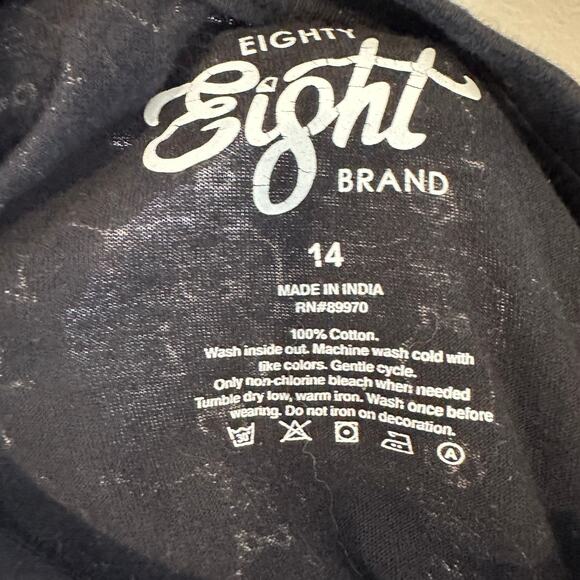 EIGHTY
Eight
BRAND
14
MADE IN INDIA
RN#89970
100% Cotton.
Wash inside out. Machine wash cold with
like colors. Gentle cycle.
Only non-chlorine bleach when needed
Tumble dry low, warm iron. Wash once before
wearing. Do not iron on decoration.
30° A